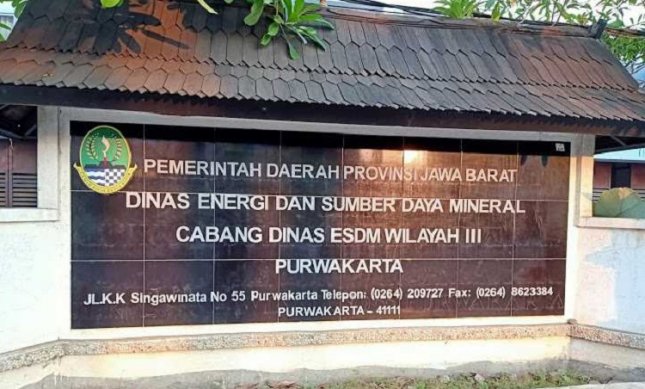 PEMERINTAH DAERAH PROVINSI JAWA BARAT
DINAS ENERGI DAN SUMBER DAYA MINERAL
CABANG DINAS ESDM WILAYAH III
PURWAKARTA
JL.K.K Singawinata No 55 Purwakarta Telepon: (0264) 209727 Fax: (0264) 8623384
PURWAKARTA - 41111